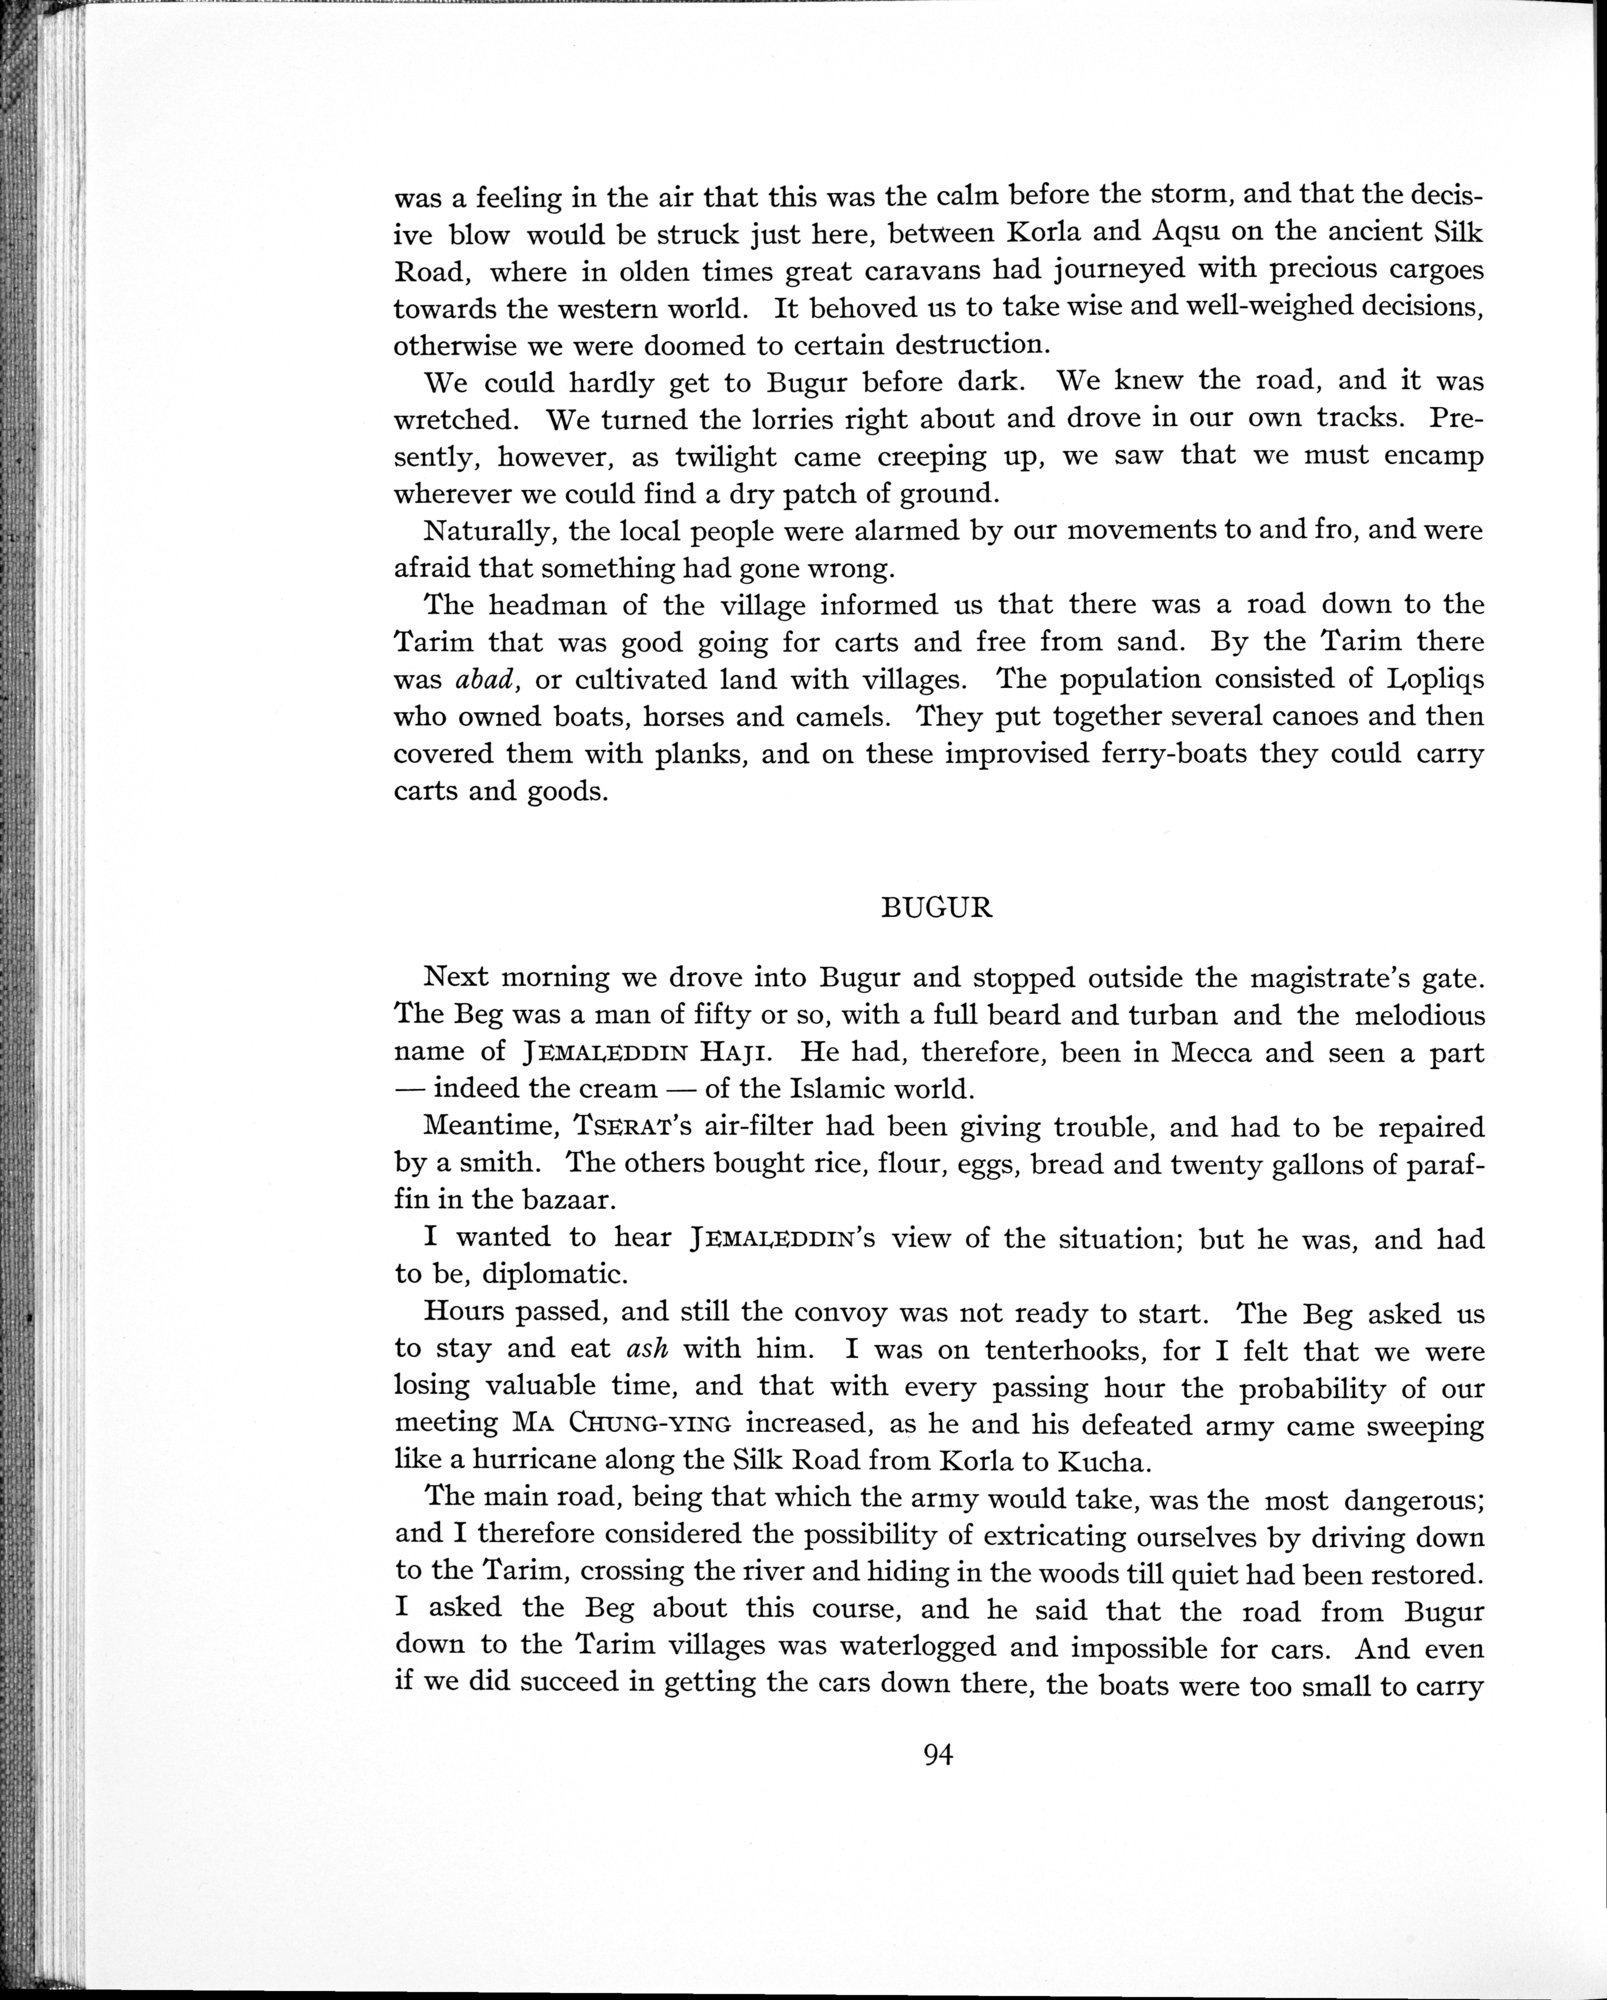 was a feeling in the air that this was the calm before the storm, and that the decis-
ive blow would be struck just here, between Korla and Aqsu on the ancient Silk
Road, where in olden times great caravans had journeyed with precious cargoes
towards the western world. It behoved us to take wise and well-weighed decisions,
otherwise we were doomed to certain destruction.
We could hardly get to Bugur before dark. We knew the road, and it was
wretched. We turned the lorries right about and drove in our own tracks. Pre-
sently, however, as twilight came creeping up, we saw that we must encamp
wherever we could find a dry patch of ground.
Naturally, the local people were alarmed by our movements to and fro, and were
afraid that something had gone wrong.
The headman of the village informed us that there was a road down to the
Tarim that was good going for carts and free from sand. By the Tarim there
was abad, or cultivated land with villages. The population consisted of Lopliqs
who owned boats, horses and camels. They put together several canoes and then
covered them with planks, and on these improvised ferry-boats they could carry
carts and goods.
BUGUR
Next morning we drove into Bugur and stopped outside the magistrate's gate.
The Beg was a man of fifty or so, with a full beard and turban and the melodious
name of JEMALEDDIN HAJI. He had, therefore, been in Mecca and seen a part
— indeed the cream — of the Islamic world.
Meantime, TSERAT's air-filter had been giving trouble, and had to be repaired
by a smith. The others bought rice, flour, eggs, bread and twenty gallons of paraf-
fin in the bazaar.
I wanted to hear JEMALEDDIN's view of the situation; but he was, and had
to be, diplomatic.
Hours passed, and still the convoy was not ready to start. The Beg asked us
to stay and eat ash with him. I was on tenterhooks, for I felt that we were
losing valuable time, and that with every passing hour the probability of our
meeting MA CHUNG-YING increased, as he and his defeated army came sweeping
like a hurricane along the Silk Road from Korla to Kucha.
The main road, being that which the army would take, was the most dangerous;
and I therefore considered the possibility of extricating ourselves by driving down
to the Tarim, crossing the river and hiding in the woods till quiet had been restored.
I asked the Beg about this course, and he said that the road from Bugur
down to the Tarim villages was waterlogged and impossible for cars. And even
if we did succeed in getting the cars down there, the boats were too small to carry
94